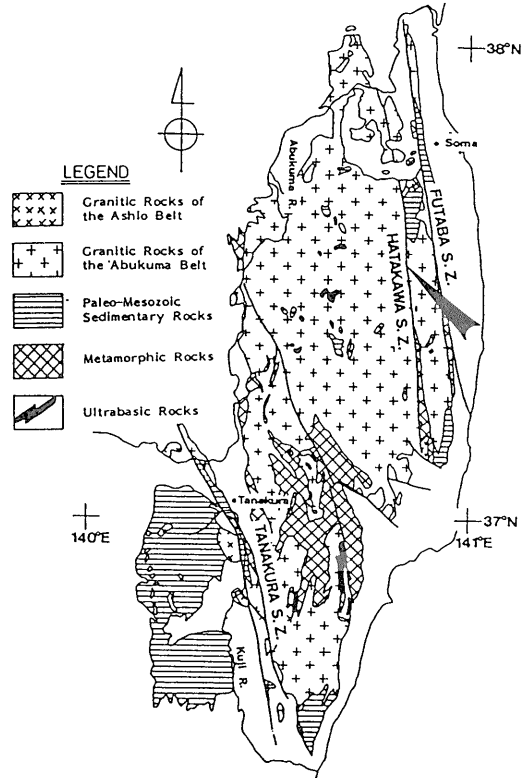 38°N
Soma
Abukuma R.
FUTABA S. Z.
HATAKAWA S. Z.
LEGEND
Granitic Rocks of
the Ashio Belt
Granitic Rocks of
the Abukuma Belt
Paleo-Mesozoic
Sedimentary Rocks
Metamorphic Rocks
Ultrabasic Rocks
Tanakura
TANAKURA S. Z.
37°N
140°E
141°E
Kuji R.